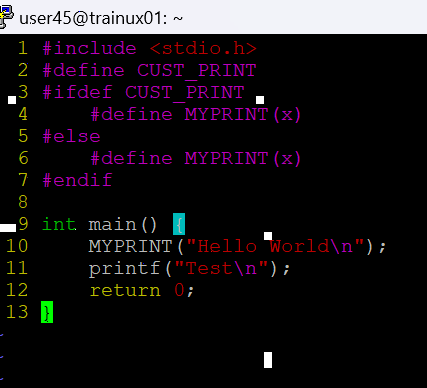 user45@trainux01: ~
1 #include <stdio.h>
2 #define CUST_PRINT
3 #ifdef CUST_PRINT
4     #define MYPRINT(x)
5 #else
6     #define MYPRINT(x)
7 #endif
8
9 int main() {
10     MYPRINT("Hello World\n");
11     printf("Test\n");
12     return 0;
13 }
~
~
~